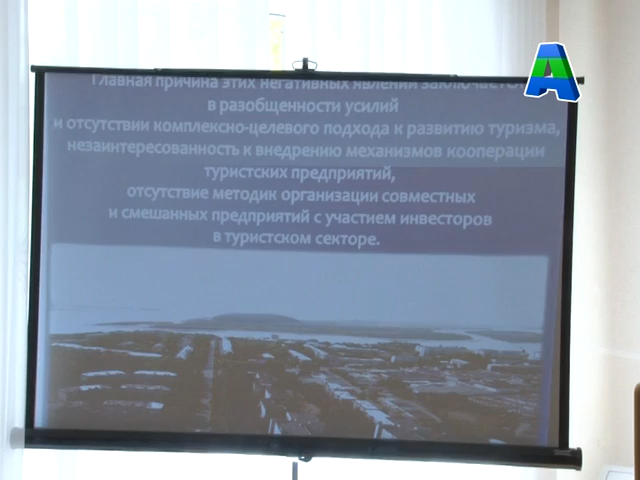 Главная причина этих негативных явлений
в разобщенности усилий
и отсутствии комплексно-целевого подхода к развитию туризма,
незаинтересованность к внедрению механизмов кооперации
туристских предприятий,
отсутствие методик организации совместных
и смешанных предприятий с участием инвесторов
в туристском секторе.